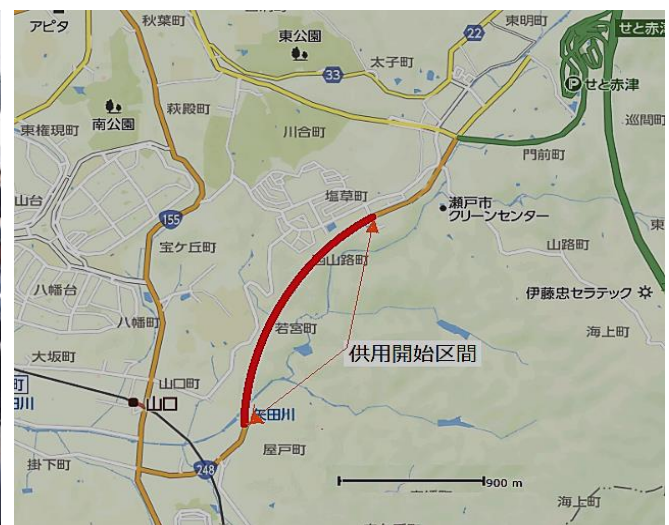 アピタ
秋葉町
東公園
22
東明町
せと赤津
33
太子町
せと赤津
萩殿町
南公園
東権現町
川合町
巡間町
門前町
塩草町
山台
瀬戸市
クリーンセンター
155
宝ケ丘町
山路町
伊藤忠セラテック
八幡台
八幡町
若宮町
海上町
供用開始区間
大坂町
山口町
山口
矢田川
屋戸町
掛下町
248
900 m
海上町